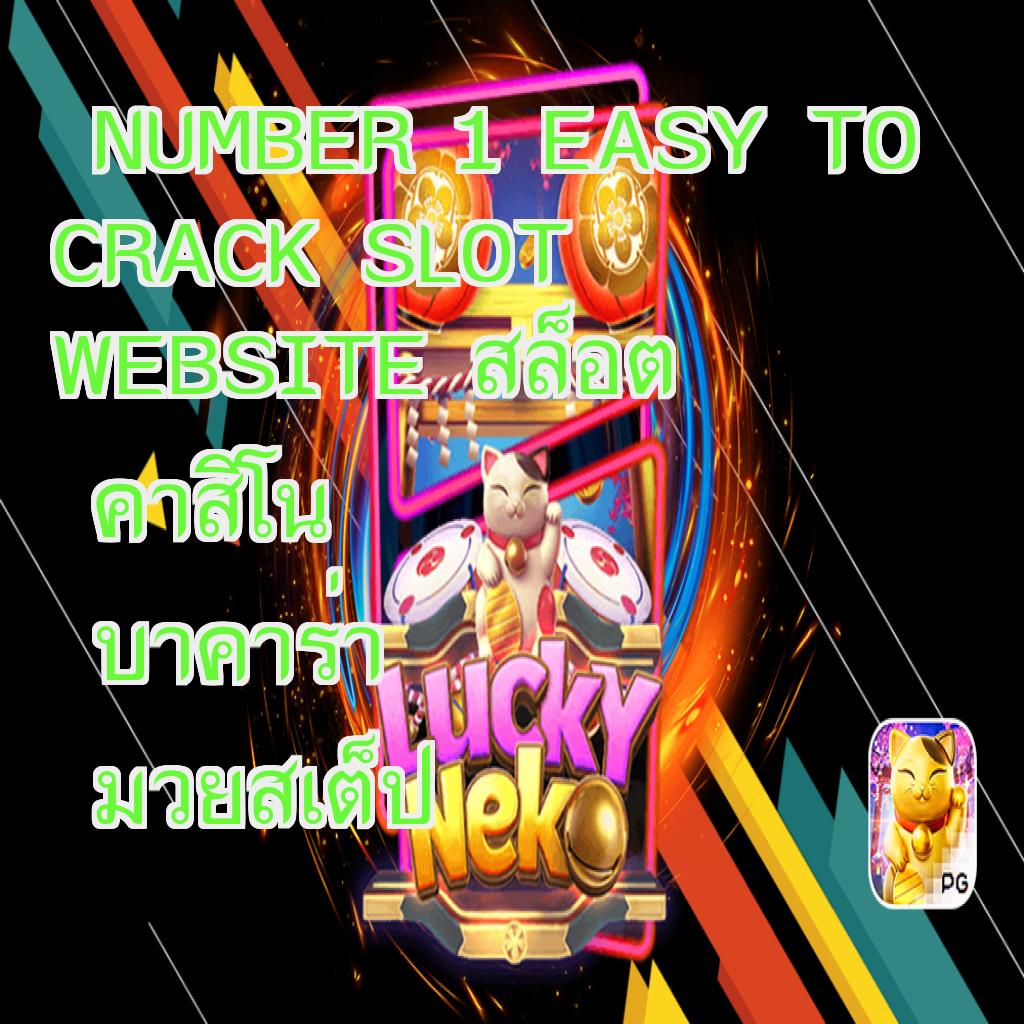 NUMBER 1 EASY TO
CRACK SLOT
WEBSITE สล็อต
คาสิโน
บาคาร่า
มวยสเต็ป
Lucky
Neko
PG